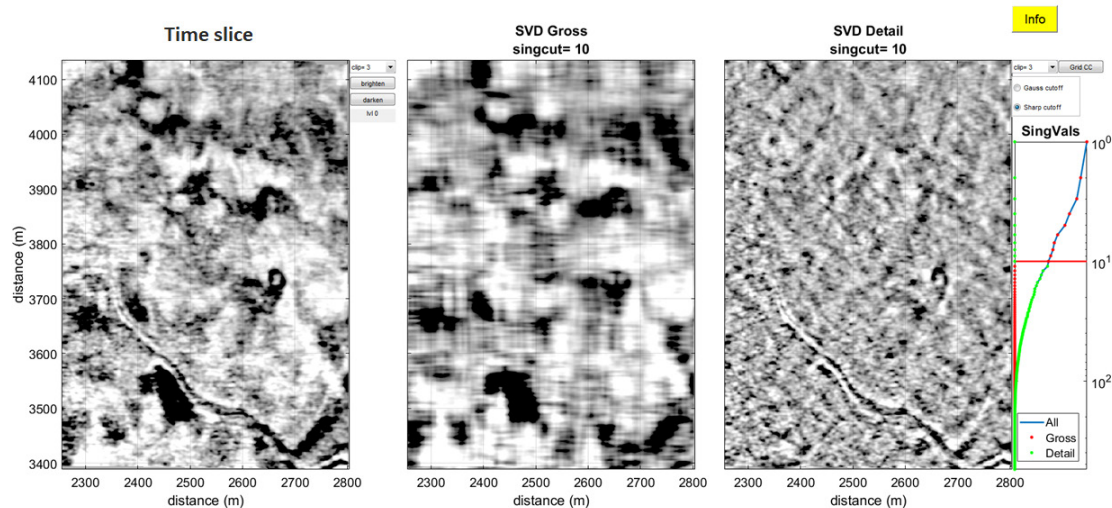 Info
Time slice
SVD Gross
singcut= 10
SVD Detail
singcut= 10
clip= 3
brighten
darken
lvl 0
clip= 3
Grid CC
Gauss cutoff
Sharp cutoff
SingVals
10^0
10^1
10^2
All
Gross
Detail
distance (m)
4100
4000
3900
3800
3700
3600
3500
3400
2300 2400 2500 2600 2700 2800
distance (m)
2300 2400 2500 2600 2700 2800
distance (m)
2300 2400 2500 2600 2700 2800
distance (m)